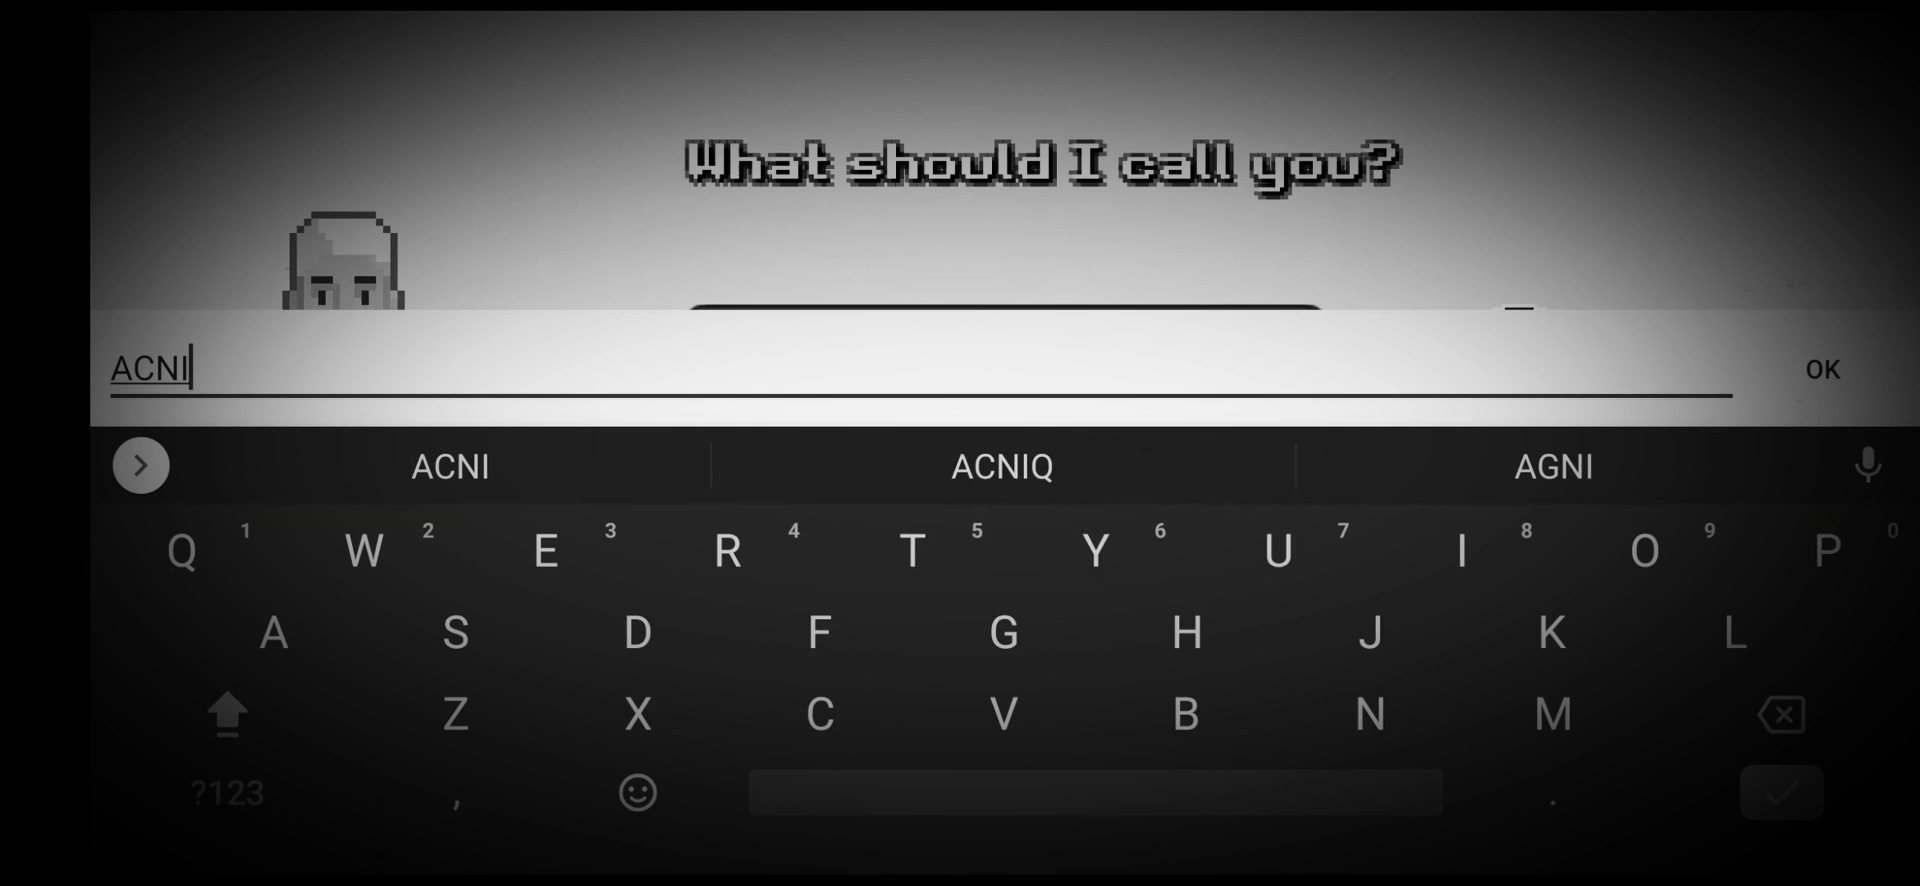 What should I call you?
ACNI
OK
ACNI ACNIQ AGNI
Q 1 W 2 E 3 R 4 T 5 Y 6 U 7 I 8 O 9 P 0
A S D F G H J K L
Z X C V B N M
?123 , .